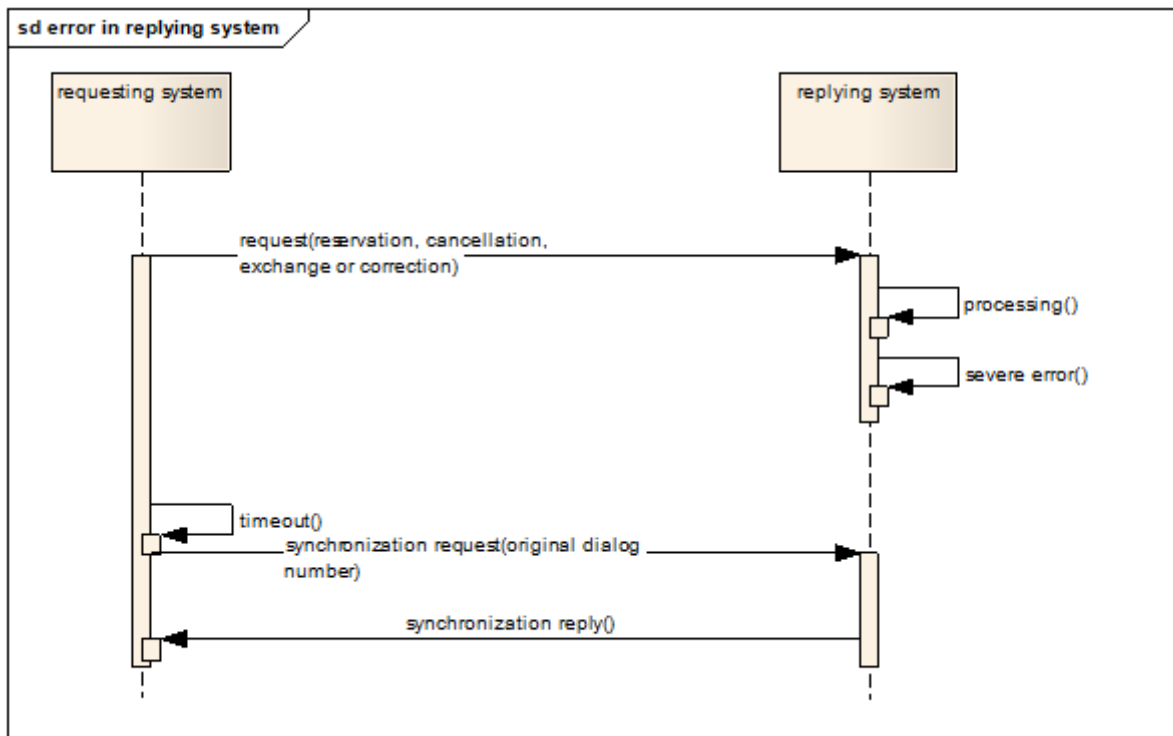 sd error in replying system
requesting system
replying system
request(reservation, cancellation,
exchange or correction)
processing()
severe error()
timeout()
synchronization request(original dialog
number)
synchronization reply()